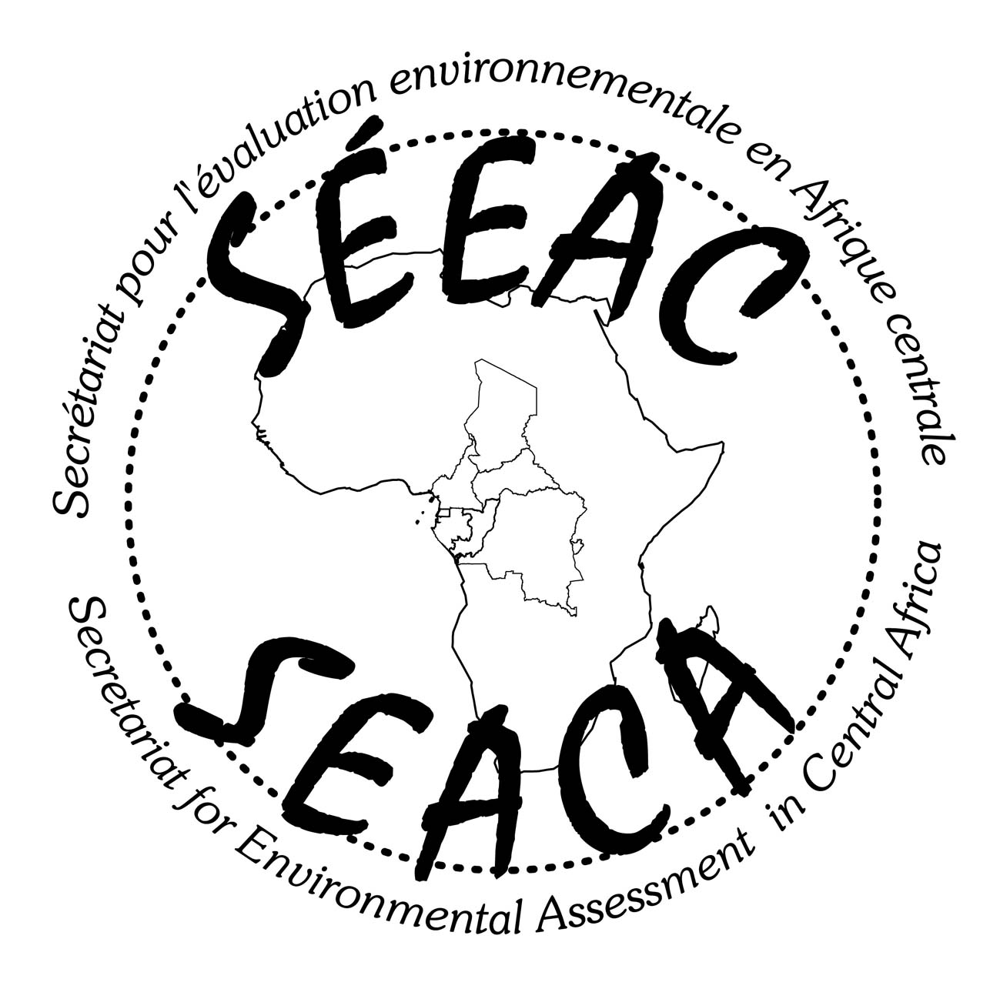 Secrétariat pour l'évaluation environnementale en Afrique centrale
SÉEAC
SEACA
Secretariat for Environmental Assessment in Central Africa